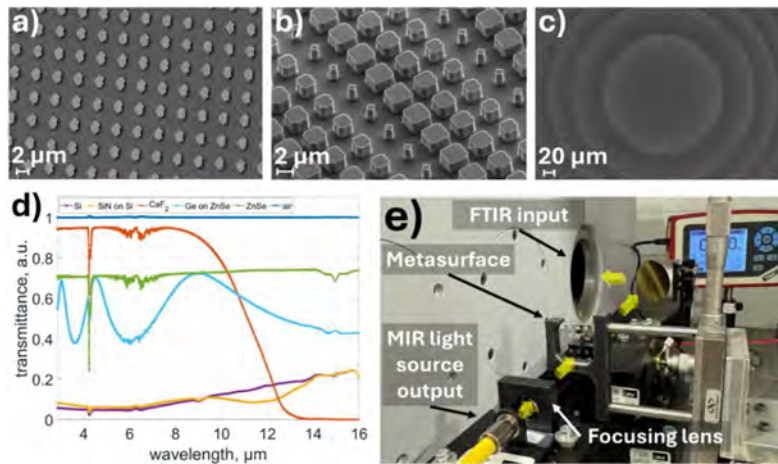 a)
2 µm
b)
2 µm
c)
20 µm
d)
Si
SiN on Si
CaF2
Ge on ZnSe
ZnSe
air
1
0.8
0.6
0.4
0.2
0
transmittance, a.u.
4
6
8
10
12
14
16
wavelength, µm
e)
FTIR input
Metasurface
MIR light
source
output
Focusing lens